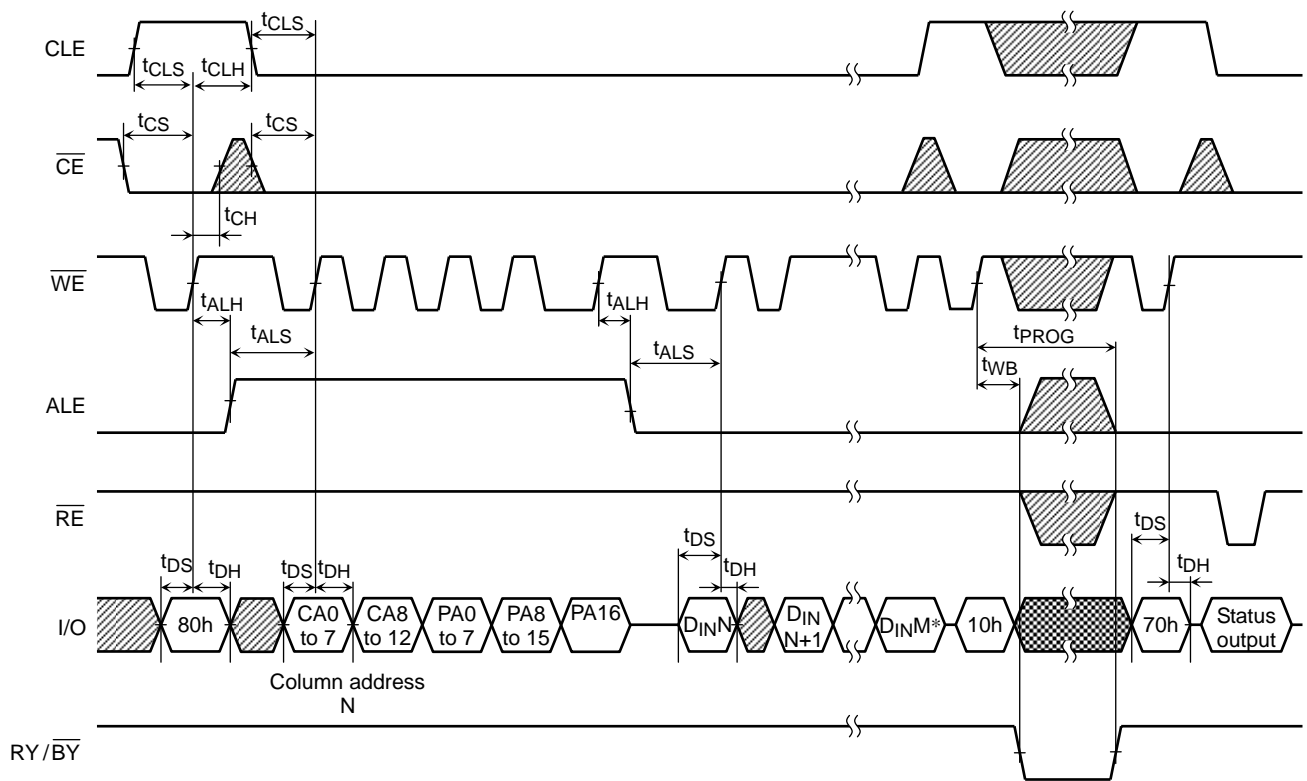 tCLS
CLE
tCLS tCLH
tCS tCS
CE
tCH
WE
tALH tALH
tALS tALS tPROG
tWB
ALE
RE
tDS tDH tDS tDH tDS tDH tDS tDH
I/O 80h CA0 to 7 CA8 to 12 PA0 to 7 PA8 to 15 PA16 DINN DIN N+1 DINM* 10h 70h Status output
Column address
N
RY/BY